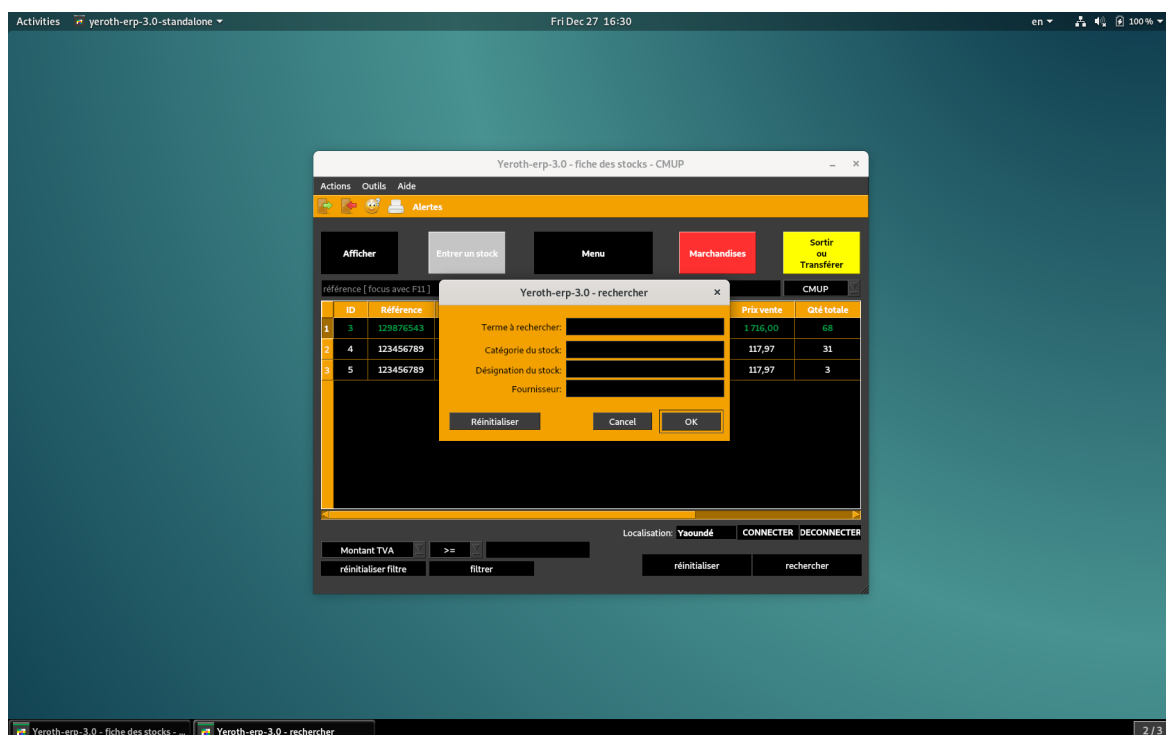 Activities yeroth-erp-3.0-standalone Fri Dec 27 16:30 en 100 %
Yeroth-erp-3.0 - fiche des stocks - CMUP
Actions Outils Aide
Alertes
Afficher Entrer un stock Menu Marchandises Sortir ou Transférer
référence [ focus avec F11 ] CMUP
ID Référence Prix vente Qté totale
1 3 129876543 1 716,00 68
2 4 123456789 117,97 31
3 5 123456789 117,97 3
Yeroth-erp-3.0 - rechercher
Terme à rechercher:
Catégorie du stock:
Désignation du stock:
Fournisseur:
Réinitialiser Cancel OK
Localisation: Yaoundé CONNECTER DECONNECTER
Montant TVA >=
réinitialiser filtre filtrer réinitialiser rechercher
Yeroth-erp-3.0 - fiche des stocks - ... Yeroth-erp-3.0 - rechercher 2 / 3